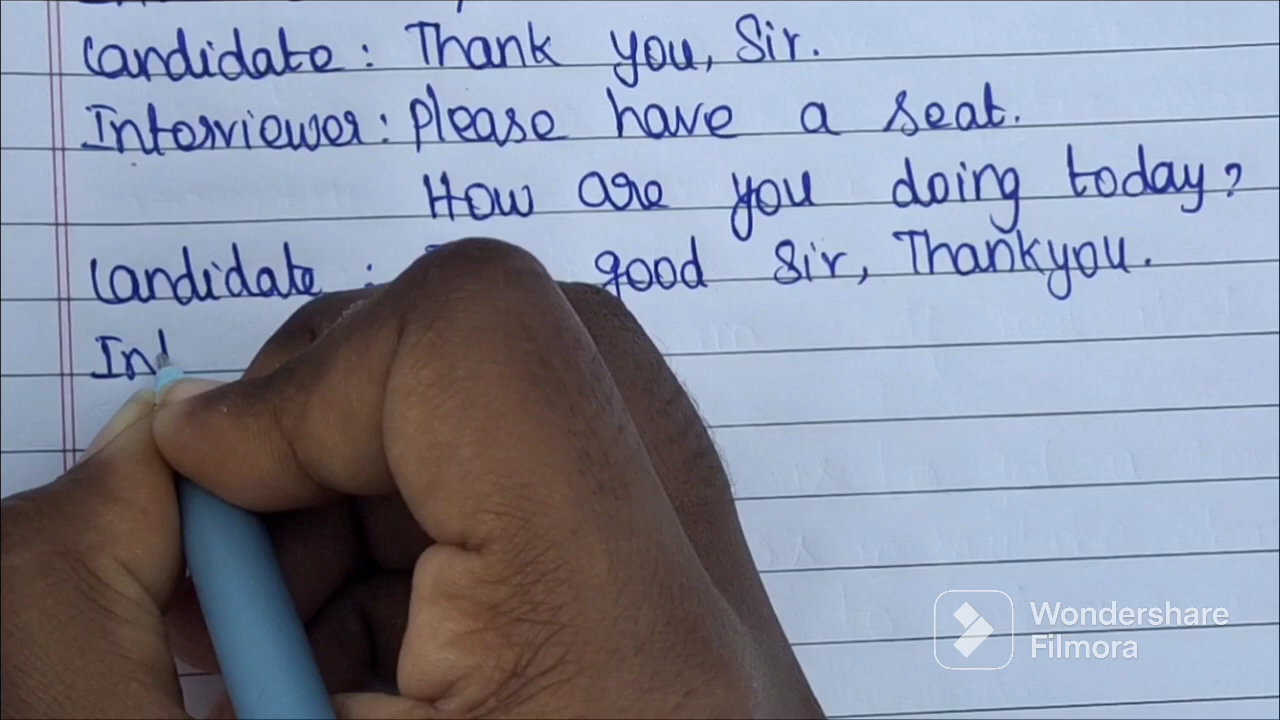 Candidate : Thank you, Sir.
Interviewer : Please have a seat.
How are you doing today?
Candidate : good Sir, Thankyou.
Int
Wondershare
Filmora